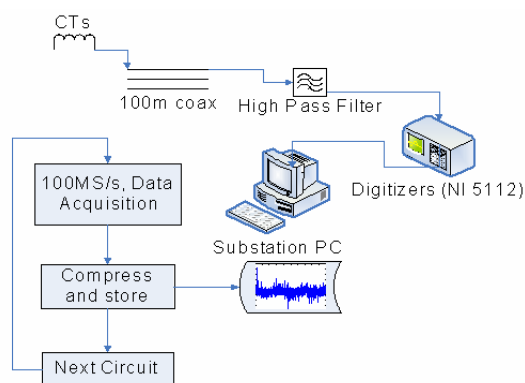 CTs
100m coax
High Pass Filter
Digitizers (NI 5112)
Substation PC
100MS/s, Data
Acquisition
Compress
and store
Next Circuit